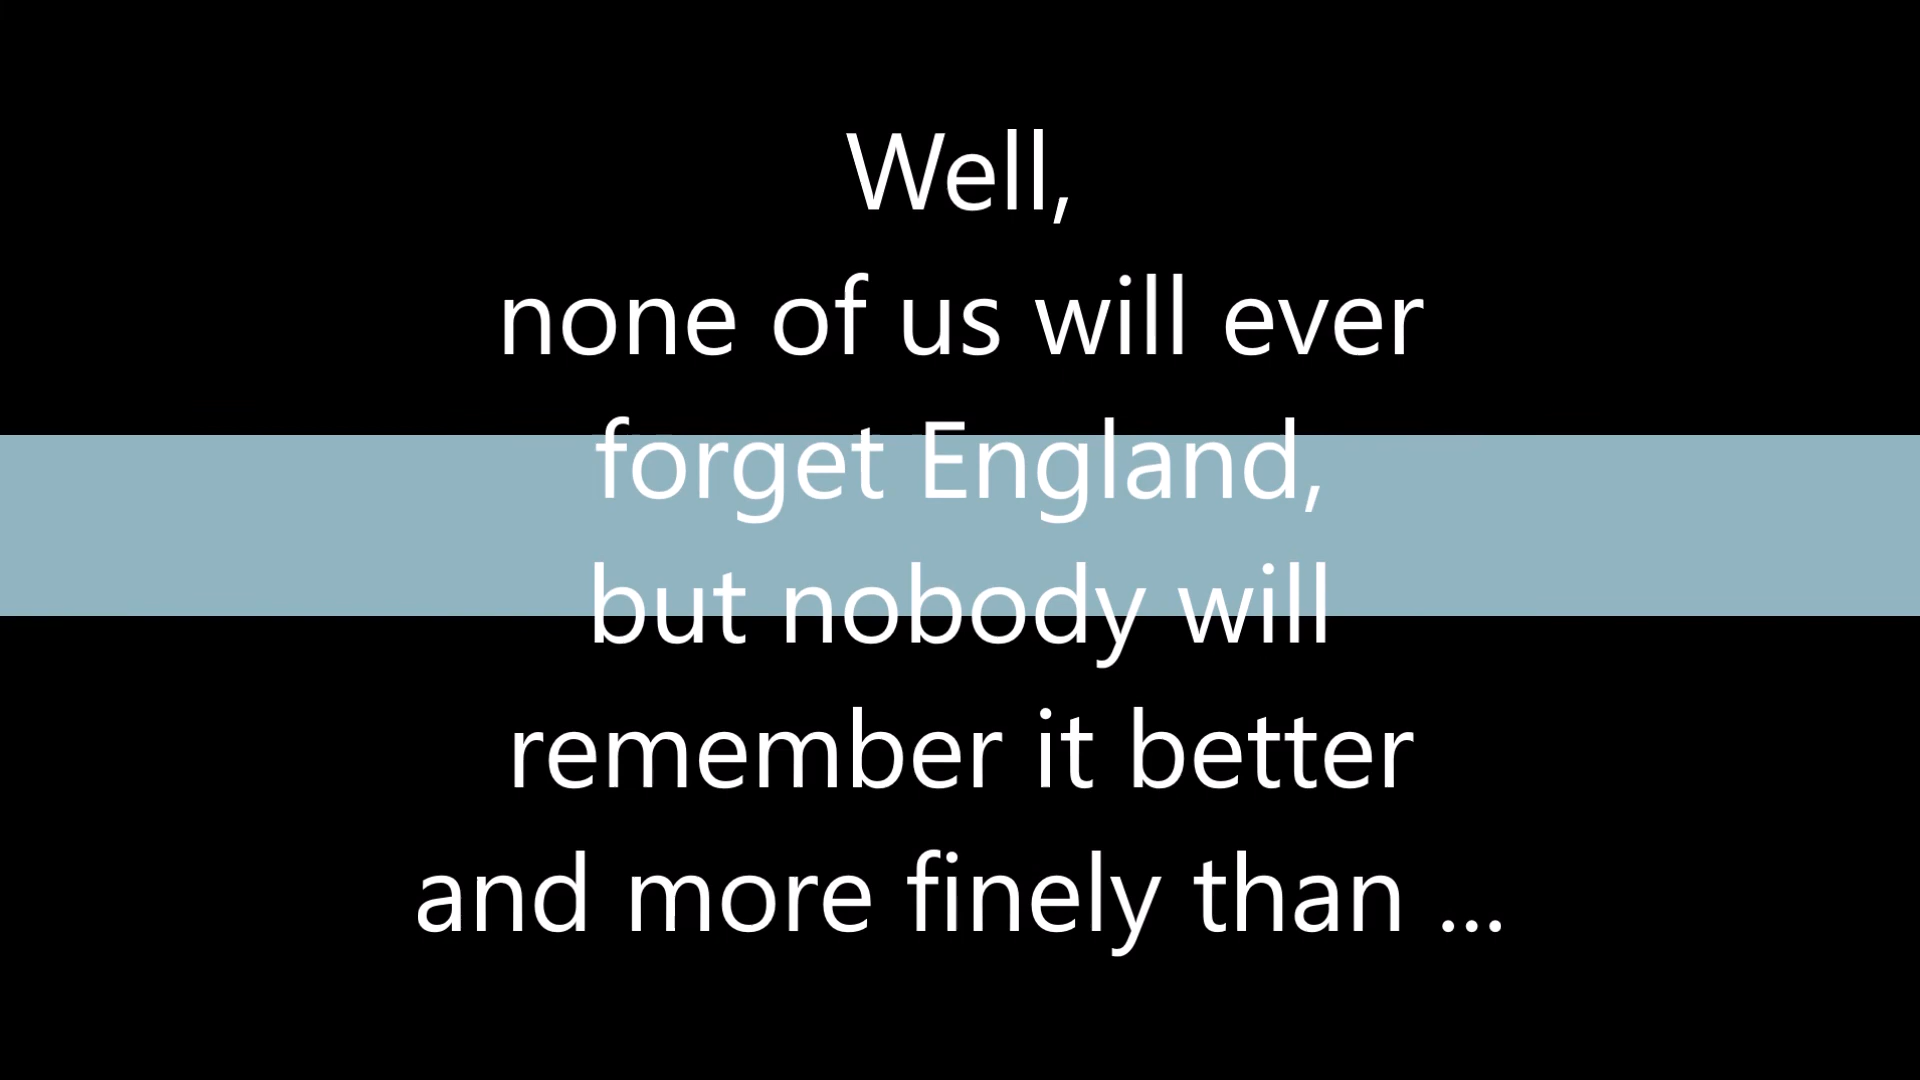 Well,
none of us will ever
forget England,
but nobody will
remember it better
and more finely than ...